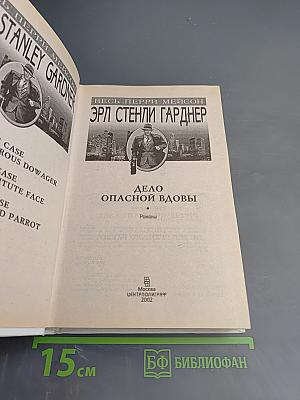 STANLEY GARDNER
CASE
ROUS DOWAGER
CASE
TUTE FACE
SE
D PARROT
ВЕСЬ ПЕРРИ МЕЙСОН
ЭРЛ СТЕНЛИ ГАРДНЕР
ДЕЛО
ОПАСНОЙ ВДОВЫ
Романы
Москва
ЦЕНТРПОЛИГРАФ
2002
15 см
БФ БИБЛИОФАН